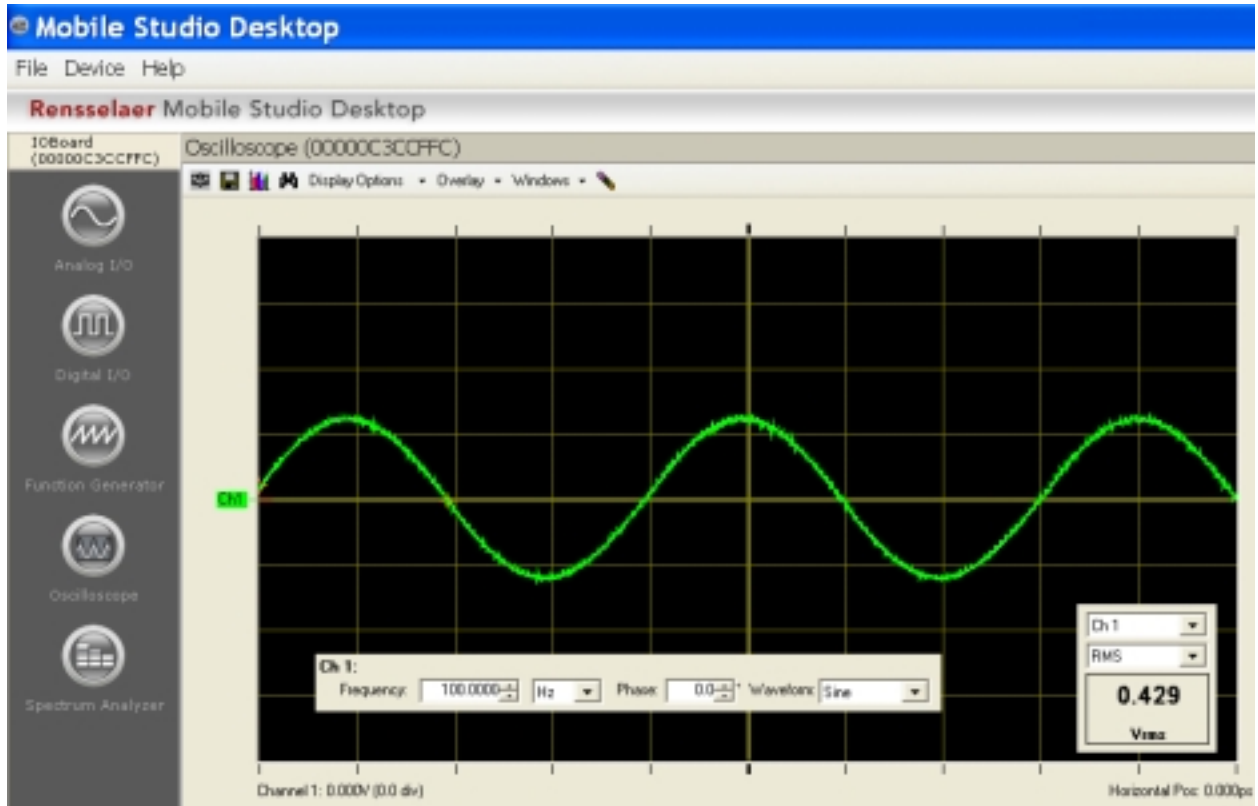 Mobile Studio Desktop
File Device Help
Rensselaer Mobile Studio Desktop
IOBoard
(00000C3CCFFC)
Oscilloscope (00000C3CCFFC)
Display Options Overlay Windows
Analog I/O
Digital I/O
Function Generator
Oscilloscope
Spectrum Analyzer
Ch1
Ch 1:
Frequency: 100.0000 Hz Phase: 0.0 ° Waveform: Sine
Ch 1
RMS
0.429
Vrms
Channel 1: 0.000V (0.0 div)
Horizontal Pos: 0.000ps